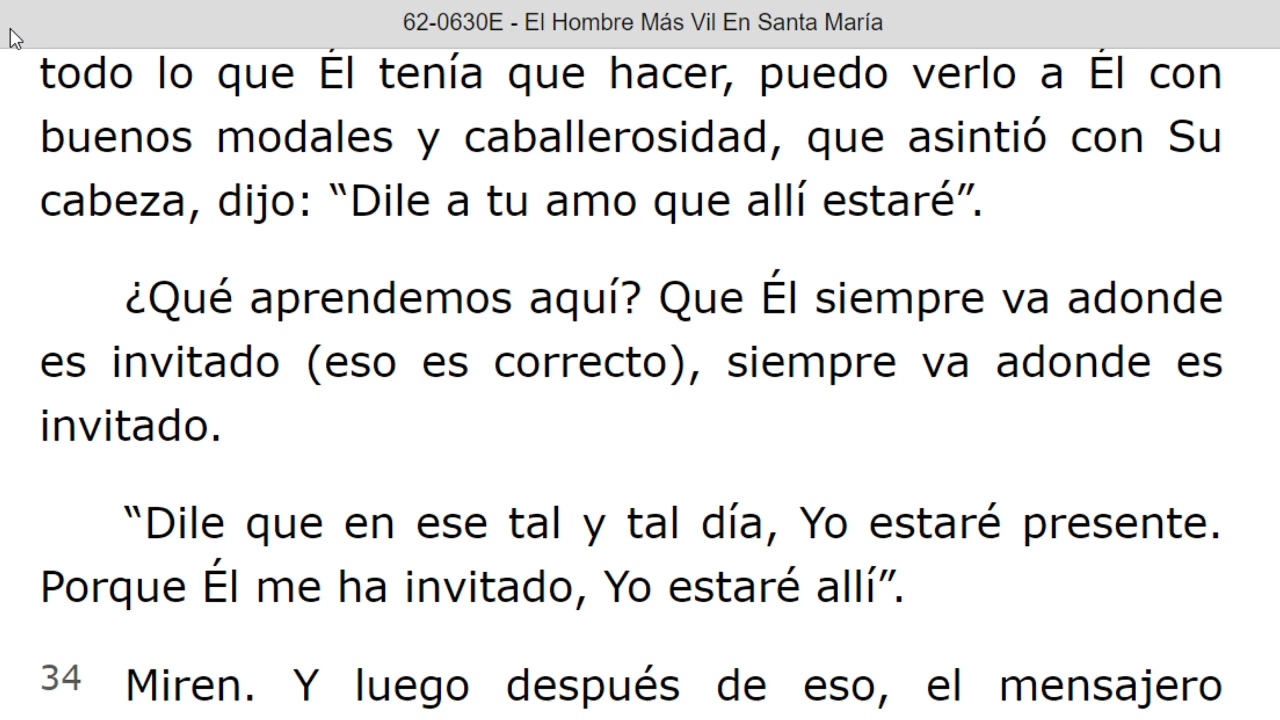 62-0630E - El Hombre Más Vil En Santa María
todo lo que Él tenía que hacer, puedo verlo a Él con
buenos modales y caballerosidad, que asintió con Su
cabeza, dijo: “Dile a tu amo que allí estaré”.
¿Qué aprendemos aquí? Que Él siempre va adonde
es invitado (eso es correcto), siempre va adonde es
invitado.
“Dile que en ese tal y tal día, Yo estaré presente.
Porque Él me ha invitado, Yo estaré allí”.
34 Miren. Y luego después de eso, el mensajero